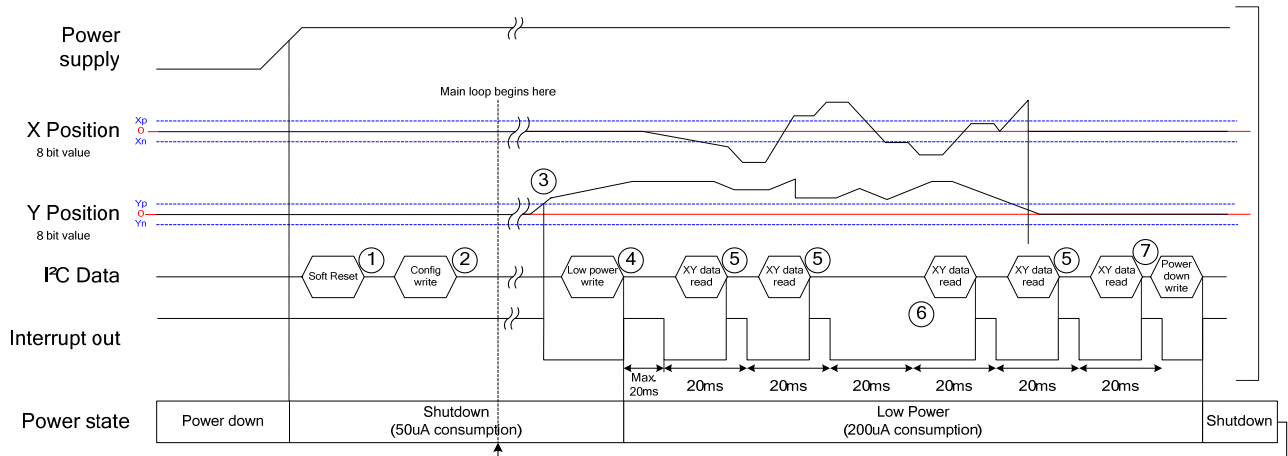 Power
supply
Main loop begins here
X Position
8 bit value
Xp
O
Xn
3
Y Position
8 bit value
Yp
O
Yn
I²C Data
Soft Reset
1
Config
write
2
Low power
write
4
XY data
read
5
XY data
read
5
XY data
read
XY data
read
5
XY data
read
7
Power
down
write
6
Interrupt out
Max.
20ms
20ms
20ms
20ms
20ms
20ms
20ms
Power state
Power down
Shutdown
(50uA consumption)
Low Power
(200uA consumption)
Shutdown